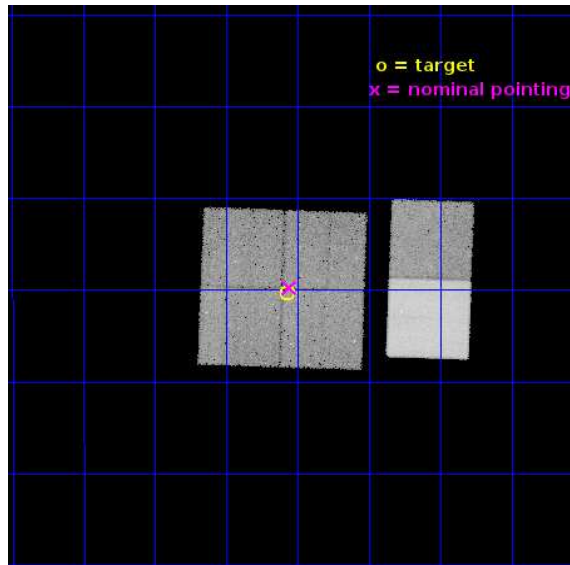 o = target
x = nominal pointing